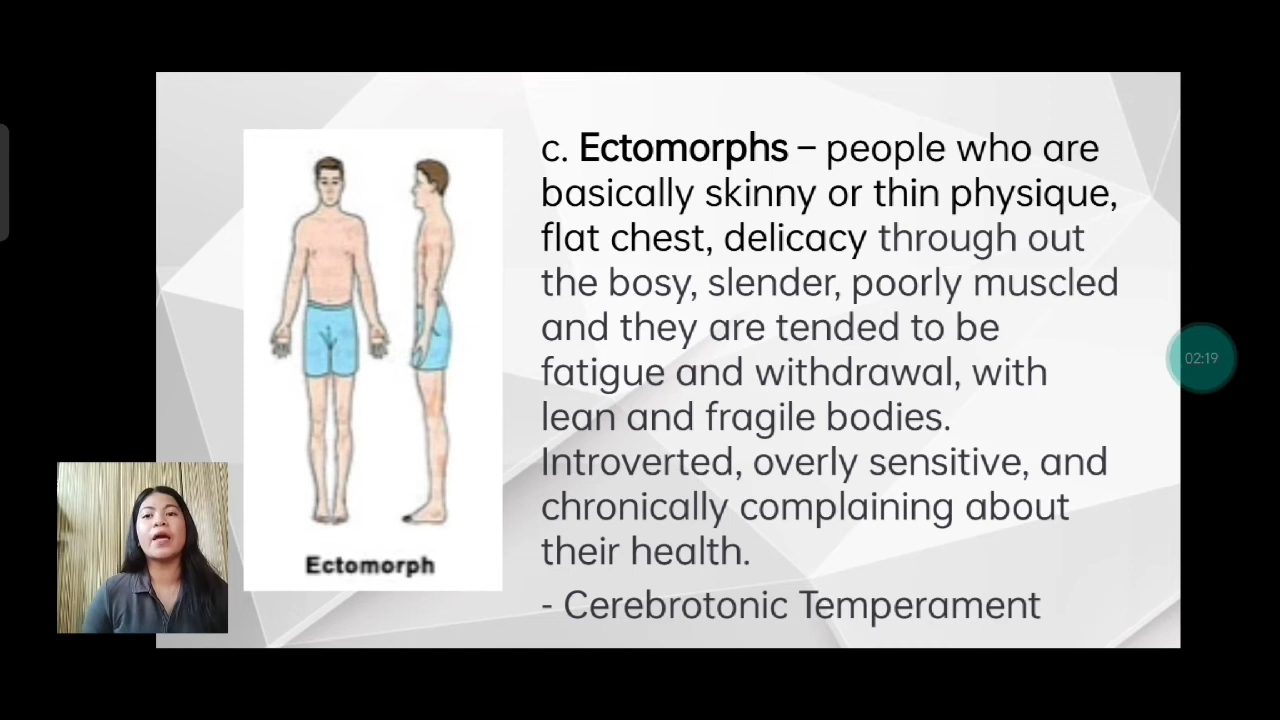 c. Ectomorphs – people who are
basically skinny or thin physique,
flat chest, delicacy through out
the bosy, slender, poorly muscled
and they are tended to be
fatigue and withdrawal, with
lean and fragile bodies.
Introverted, overly sensitive, and
chronically complaining about
their health.
- Cerebrotonic Temperament
Ectomorph
02:19